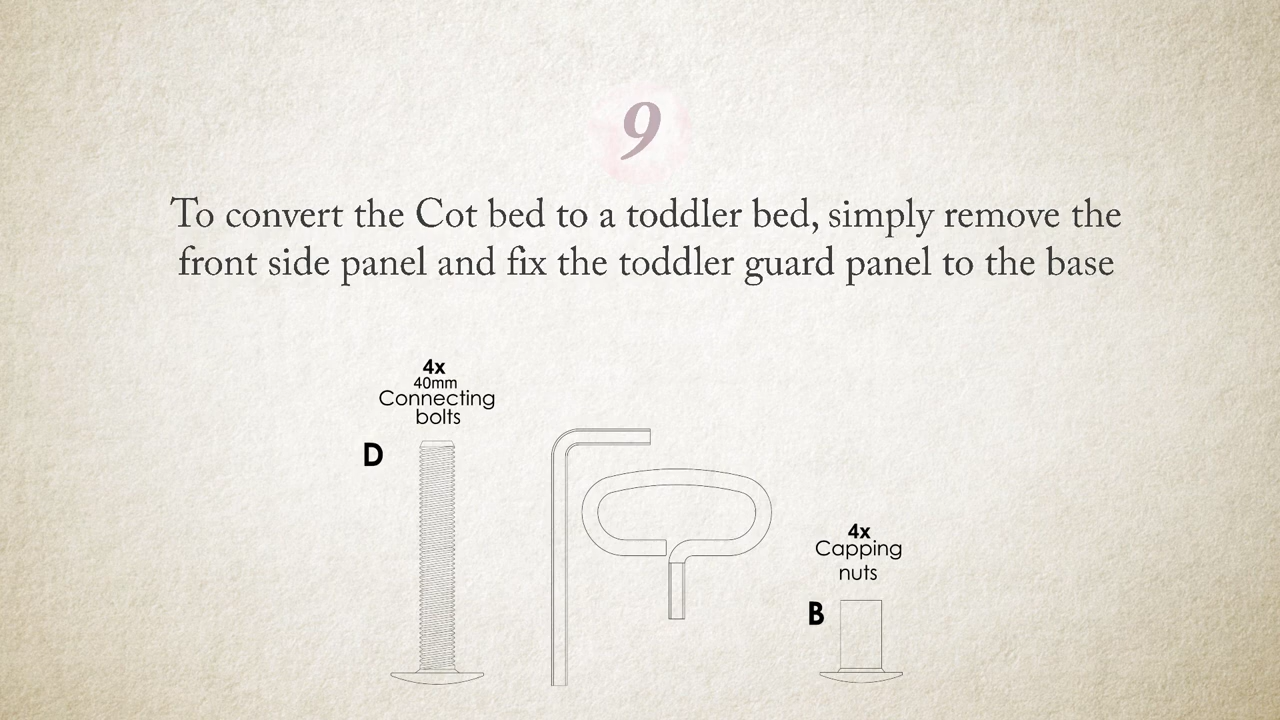 9
To convert the Cot bed to a toddler bed, simply remove the
front side panel and fix the toddler guard panel to the base
4x
40mm
Connecting
bolts
D
4x
Capping
nuts
B